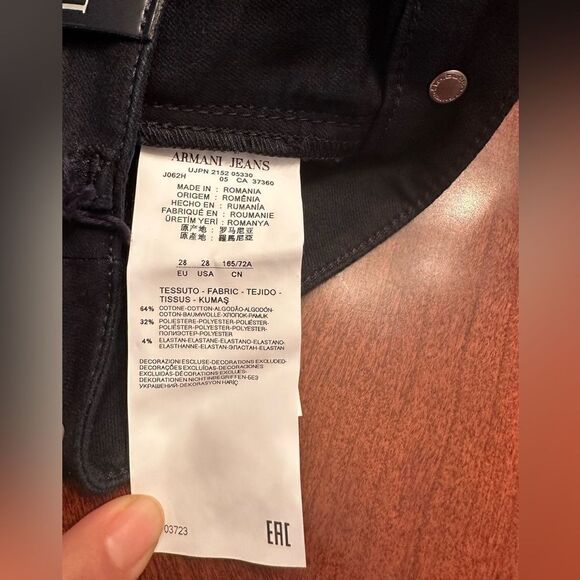 ARMANI JEANS
UJPN 2152 05330
J062H 05 CA 37360
MADE IN : ROMANIA
ORIGEM : ROMÊNIA
HECHO EN : RUMANÍA
FABRIQUÉ EN : ROUMANIE
ÜRETİM YERİ : ROMANYA
原产地: 罗马尼亚
原產地: 羅馬尼亞
28 28 165/72A
EU USA CN
TESSUTO - FABRIC - TEJIDO -
TISSUS - KUMAŞ
64% COTONE-COTTON-ALGODÃO-ALGODÓN-
COTON-BAUMWOLLE-ХЛОПОК-PAMUK
32% POLIESTERE-POLYESTER-POLIÉSTER-
POLIÉSTER-POLYESTER-POLYESTER-
ПОЛИЭСТЕР-POLYESTER
4% ELASTAN-ELASTANE-ELASTANO-ELASTANO-
ELASTHANNE-ELASTAN-ЭЛАСТАН-ELASTAN
DECORAZIONI ESCLUSE-DECORATIONS EXCLUDED-
DECORAÇÕES EXCLUÍDAS-DECORACIONES
EXCLUIDAS-DÉCORATIONS EXCLUES-
DEKORATIONEN NICHT INBEGRIFFEN-БЕЗ
УКРАШЕНИЙ-DEKORASYON HARİÇ
03723
EAC